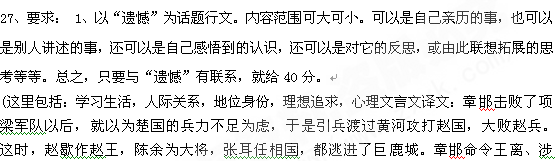 27、要求： 1、以“遗憾”为话题行文。内容范围可大可小。可以是自己亲历的事，也可以
是别人讲述的事，还可以是自己感悟到的认识，还可以是对它的反思，或由此联想拓展的思
考等等。总之，只要与“遗憾”有联系，就给 40 分。
(这里包括：学习生活，人际关系，地位身份，理想追求，心理文言文译文：章邯击败了项
梁军队以后，就以为楚国的兵力不足为虑，于是引兵渡过黄河攻打赵国，大败赵兵。
这时，赵歇作赵王，陈余为大将，张耳任相国，都逃进了巨鹿城。章邯命令王离、涉